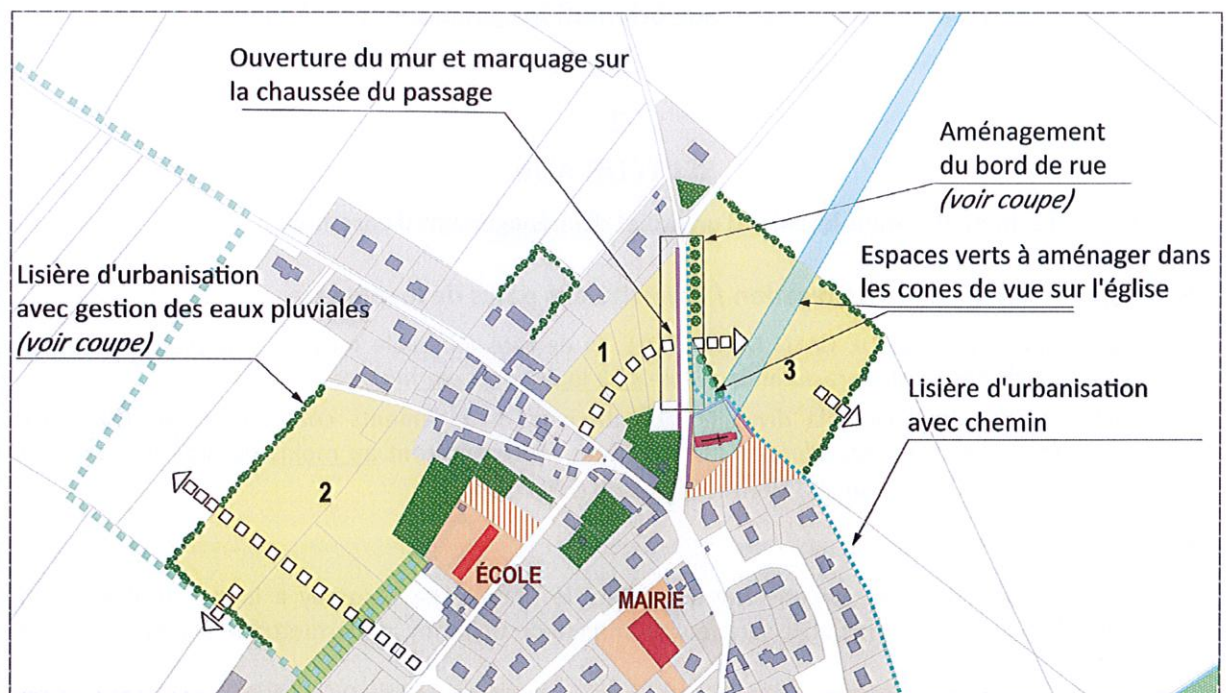 Ouverture du mur et marquage sur
la chaussée du passage
Aménagement
du bord de rue
(voir coupe)
Espaces verts à aménager dans
les cones de vue sur l'église
Lisière d'urbanisation
avec gestion des eaux pluviales
(voir coupe)
Lisière d'urbanisation
avec chemin
1
2
3
ÉCOLE
MAIRIE